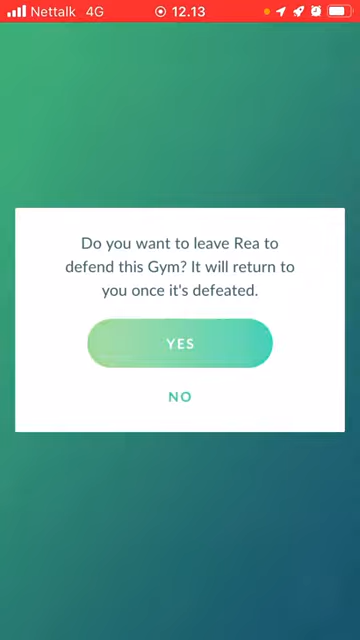 Nettalk 4G 12.13
Do you want to leave Rea to
defend this Gym? It will return to
you once it's defeated.
YES
NO